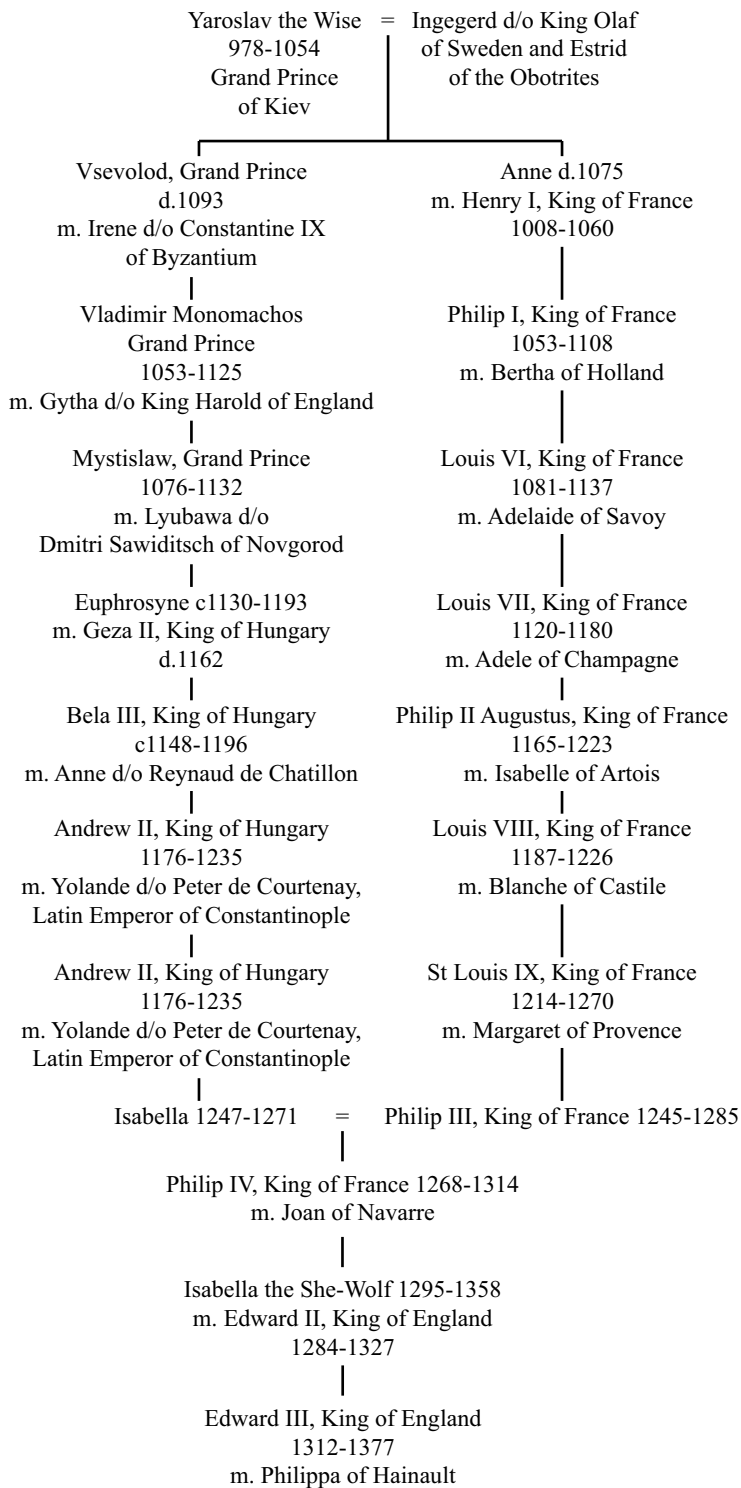 Yaroslav the Wise = Ingegerd d/o King Olaf
978-1054 of Sweden and Estrid
Grand Prince of the Obotrites
of Kiev
Vsevolod, Grand Prince
d.1093
m. Irene d/o Constantine IX
of Byzantium
Anne d.1075
m. Henry I, King of France
1008-1060
Vladimir Monomachos
Grand Prince
1053-1125
m. Gytha d/o King Harold of England
Philip I, King of France
1053-1108
m. Bertha of Holland
Mystislaw, Grand Prince
1076-1132
m. Lyubawa d/o
Dmitri Sawiditsch of Novgorod
Louis VI, King of France
1081-1137
m. Adelaide of Savoy
Euphrosyne c1130-1193
m. Geza II, King of Hungary
d.1162
Louis VII, King of France
1120-1180
m. Adele of Champagne
Bela III, King of Hungary
c1148-1196
m. Anne d/o Reynaud de Chatillon
Philip II Augustus, King of France
1165-1223
m. Isabelle of Artois
Andrew II, King of Hungary
1176-1235
m. Yolande d/o Peter de Courtenay,
Latin Emperor of Constantinople
Louis VIII, King of France
1187-1226
m. Blanche of Castile
Andrew II, King of Hungary
1176-1235
m. Yolande d/o Peter de Courtenay,
Latin Emperor of Constantinople
St Louis IX, King of France
1214-1270
m. Margaret of Provence
Isabella 1247-1271 = Philip III, King of France 1245-1285
Philip IV, King of France 1268-1314
m. Joan of Navarre
Isabella the She-Wolf 1295-1358
m. Edward II, King of England
1284-1327
Edward III, King of England
1312-1377
m. Philippa of Hainault